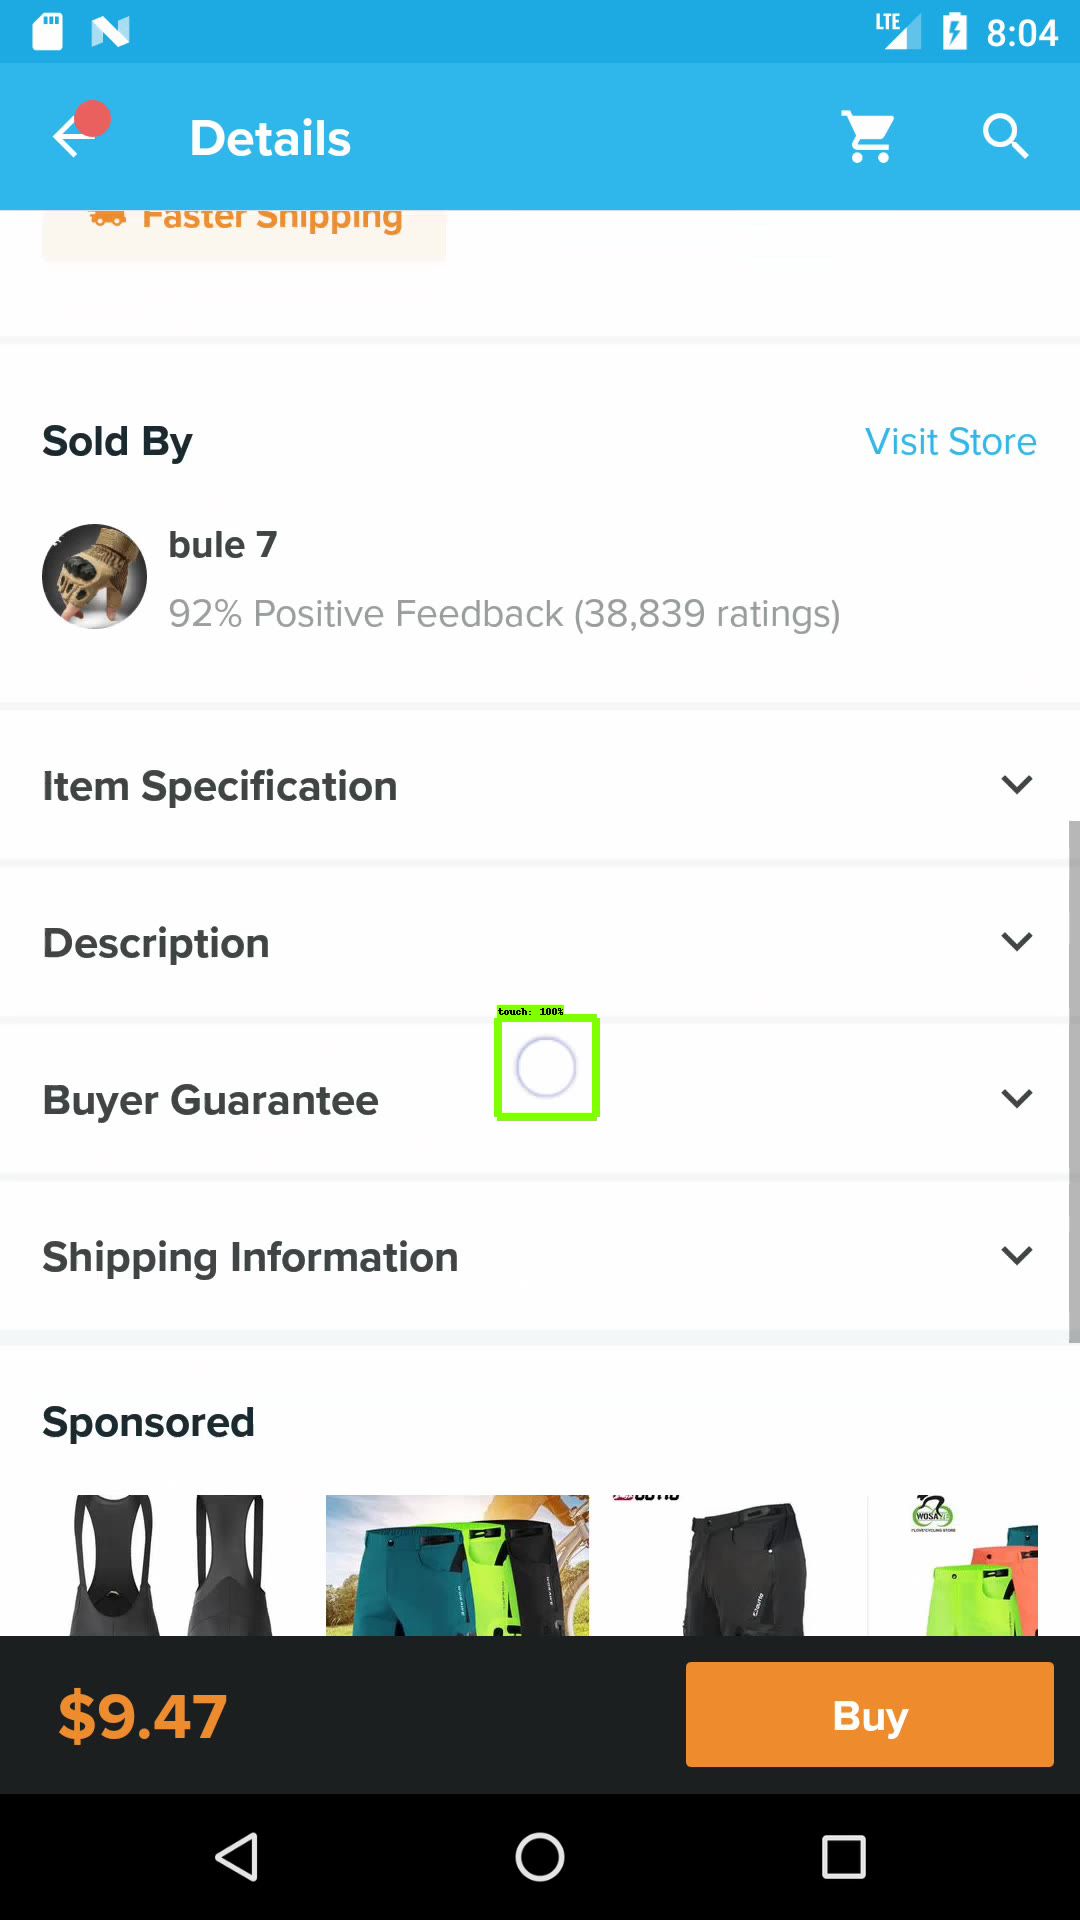 LTE 8:04
Details
Faster Shipping
Sold By
Visit Store
bule 7
92% Positive Feedback (38,839 ratings)
Item Specification
Description
touch: 100%
Buyer Guarantee
Shipping Information
Sponsored
WOSAWE
$9.47
Buy